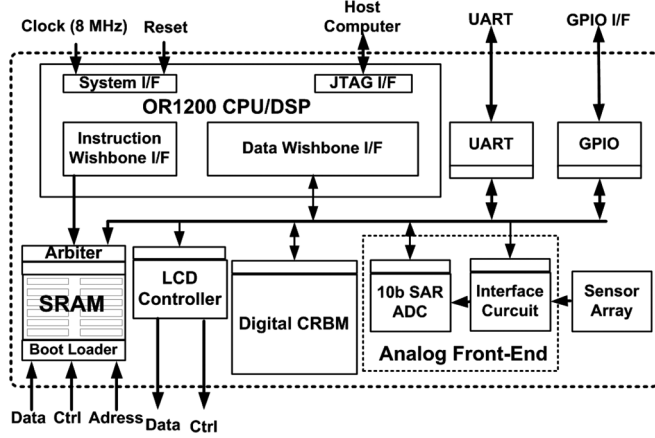 Host
Computer
UART
GPIO I/F
Clock (8 MHz)
Reset
System I/F
JTAG I/F
OR1200 CPU/DSP
Instruction
Wishbone I/F
Data Wishbone I/F
UART
GPIO
Arbiter
SRAM
Boot Loader
LCD
Controller
Digital CRBM
10b SAR
ADC
Interface
Curcuit
Sensor
Array
Analog Front-End
Data
Ctrl
Adress
Data
Ctrl